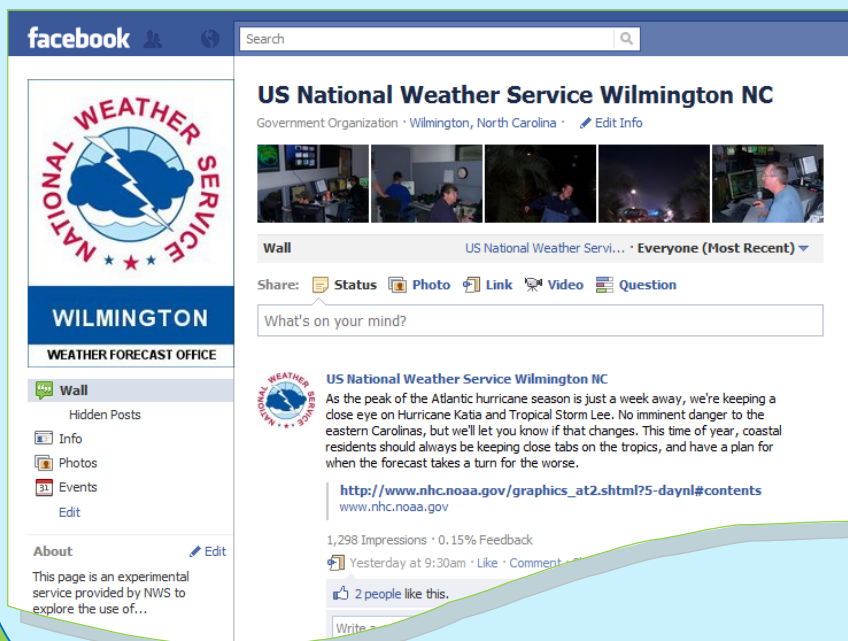 facebook
Search
NATIONAL WEATHER SERVICE
WILMINGTON
WEATHER FORECAST OFFICE
Wall
Hidden Posts
Info
Photos
31 Events
Edit
About Edit
This page is an experimental
service provided by NWS to
explore the use of...
US National Weather Service Wilmington NC
Government Organization · Wilmington, North Carolina · Edit Info
Wall US National Weather Servi... · Everyone (Most Recent)
Share: Status Photo Link Video Question
What's on your mind?
NATIONAL WEATHER SERVICE
US National Weather Service Wilmington NC
As the peak of the Atlantic hurricane season is just a week away, we're keeping a
close eye on Hurricane Katia and Tropical Storm Lee. No imminent danger to the
eastern Carolinas, but we'll let you know if that changes. This time of year, coastal
residents should always be keeping close tabs on the tropics, and have a plan for
when the forecast takes a turn for the worse.
http://www.nhc.noaa.gov/graphics_at2.shtml?5-daynl#contents
www.nhc.noaa.gov
1,298 Impressions · 0.15% Feedback
Yesterday at 9:30am · Like · Comment ·
2 people like this.
Write